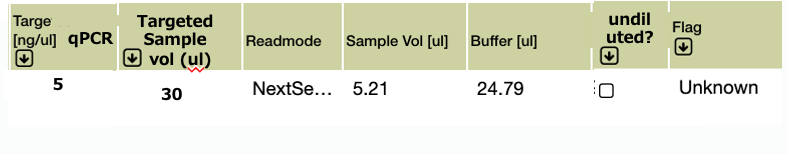 Targe
[ng/ul] qPCR
Targeted
Sample
vol (ul)
Readmode
Sample Vol [ul]
Buffer [ul]
undil
uted?
Flag
5
30
NextSe...
5.21
24.79
Unknown